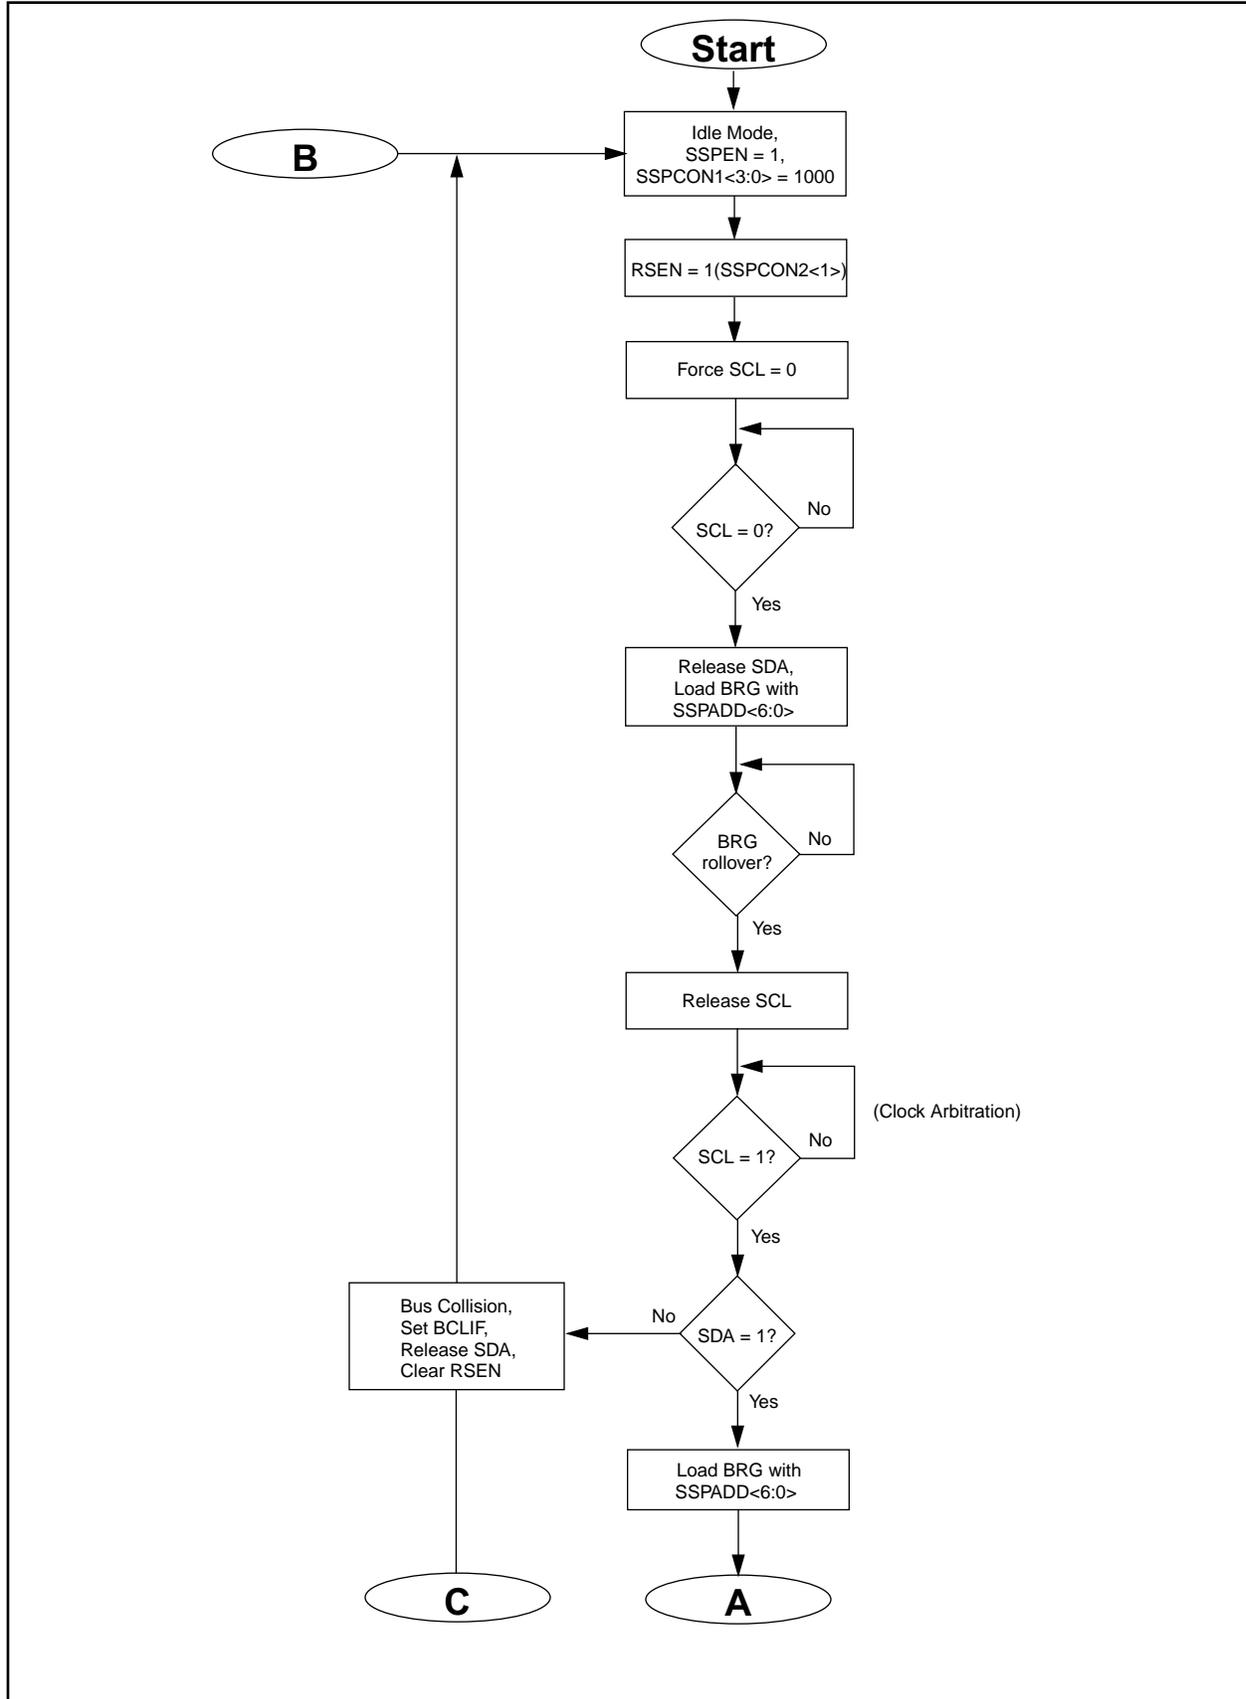 Start
B
Idle Mode,
SSPEN = 1,
SSPCON1<3:0> = 1000
RSEN = 1(SSPCON2<1>)
Force SCL = 0
No
SCL = 0?
Yes
Release SDA,
Load BRG with
SSPADD<6:0>
BRG
rollover?
No
Yes
Release SCL
(Clock Arbitration)
No
SCL = 1?
Yes
Bus Collision,
Set BCLIF,
Release SDA,
Clear RSEN
No
SDA = 1?
Yes
Load BRG with
SSPADD<6:0>
C
A